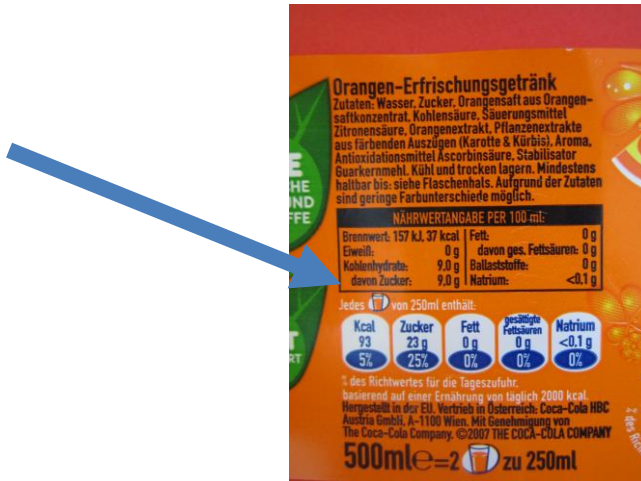 Orangen-Erfrischungsgetränk
Zutaten: Wasser, Zucker, Orangensaft aus Orangen-
saftkonzentrat, Kohlensäure, Säuerungsmittel
Zitronensäure, Orangenextrakt, Pflanzenextrakte
aus färbenden Auszügen (Karotte & Kürbis), Aroma,
Antioxidationsmittel Ascorbinsäure, Stabilisator
Guarkernmehl. Kühl und trocken lagern. Mindestens
haltbar bis: siehe Flaschenhals. Aufgrund der Zutaten
sind geringe Farbunterschiede möglich.
E
CHE
UND
FFE
NÄHRWERTANGABE PER 100 ml:
Brennwert: 157 kJ, 37 kcal Fett: 0 g
Eiweiß: 0 g davon ges. Fettsäuren: 0 g
Kohlenhydrate: 9,0 g Ballaststoffe: 0 g
davon Zucker: 9,0 g Natrium: <0,1 g
Jedes von 250ml enthält:
Kcal Zucker Fett gesättigte Fettsäuren Natrium
93 23 g 0 g 0 g <0,1 g
5% 25% 0% 0% 0%
T
RT
% des Richtwertes für die Tageszufuhr,
basierend auf einer Ernährung von täglich 2000 kcal.
Hergestellt in der EU. Vertrieb in Österreich: Coca-Cola HBC
Austria GmbH, A-1100 Wien. Mit Genehmigung von
The Coca-Cola Company. ©2007 THE COCA-COLA COMPANY
500ml e=2 zu 250ml
% des Ric